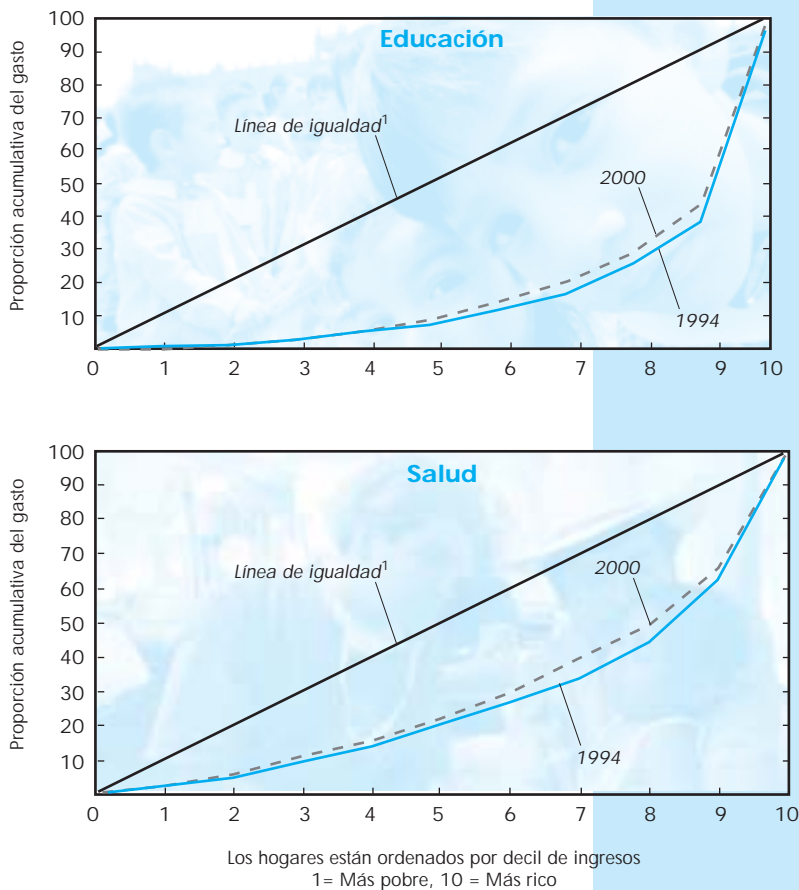 Educación
Proporción acumulativa del gasto
100
90
80
70
60
50
40
30
20
10
Línea de igualdad1
2000
1994
0 1 2 3 4 5 6 7 8 9 10
Salud
Proporción acumulativa del gasto
100
90
80
70
60
50
40
30
20
10
Línea de igualdad1
2000
1994
0 1 2 3 4 5 6 7 8 9 10
Los hogares están ordenados por decil de ingresos
1= Más pobre, 10 = Más rico